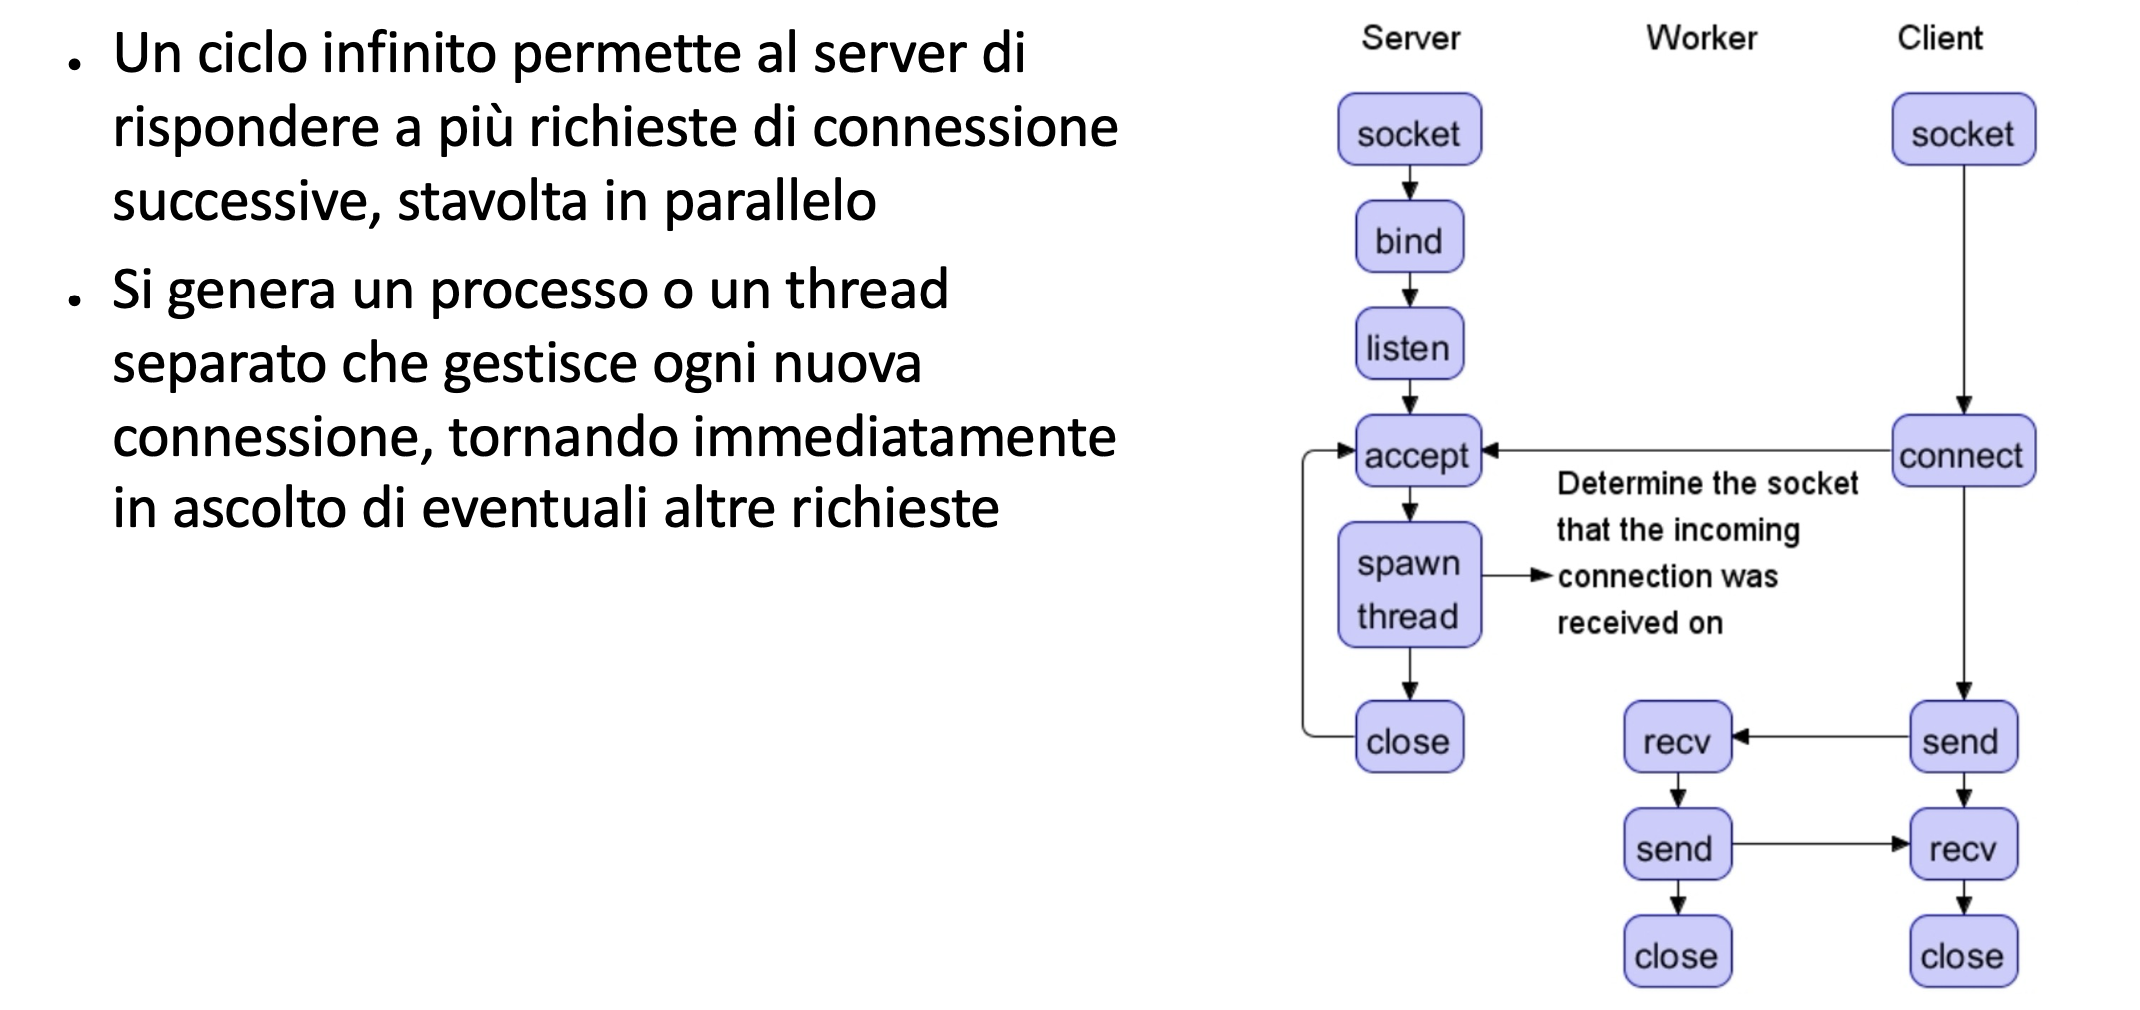 • Un ciclo infinito permette al server di
rispondere a più richieste di connessione
successive, stavolta in parallelo
• Si genera un processo o un thread
separato che gestisce ogni nuova
connessione, tornando immediatamente
in ascolto di eventuali altre richieste
Server Worker Client
socket socket
bind
listen
accept connect
Determine the socket
that the incoming
connection was
received on
spawn
thread
close recv send
send recv
close close